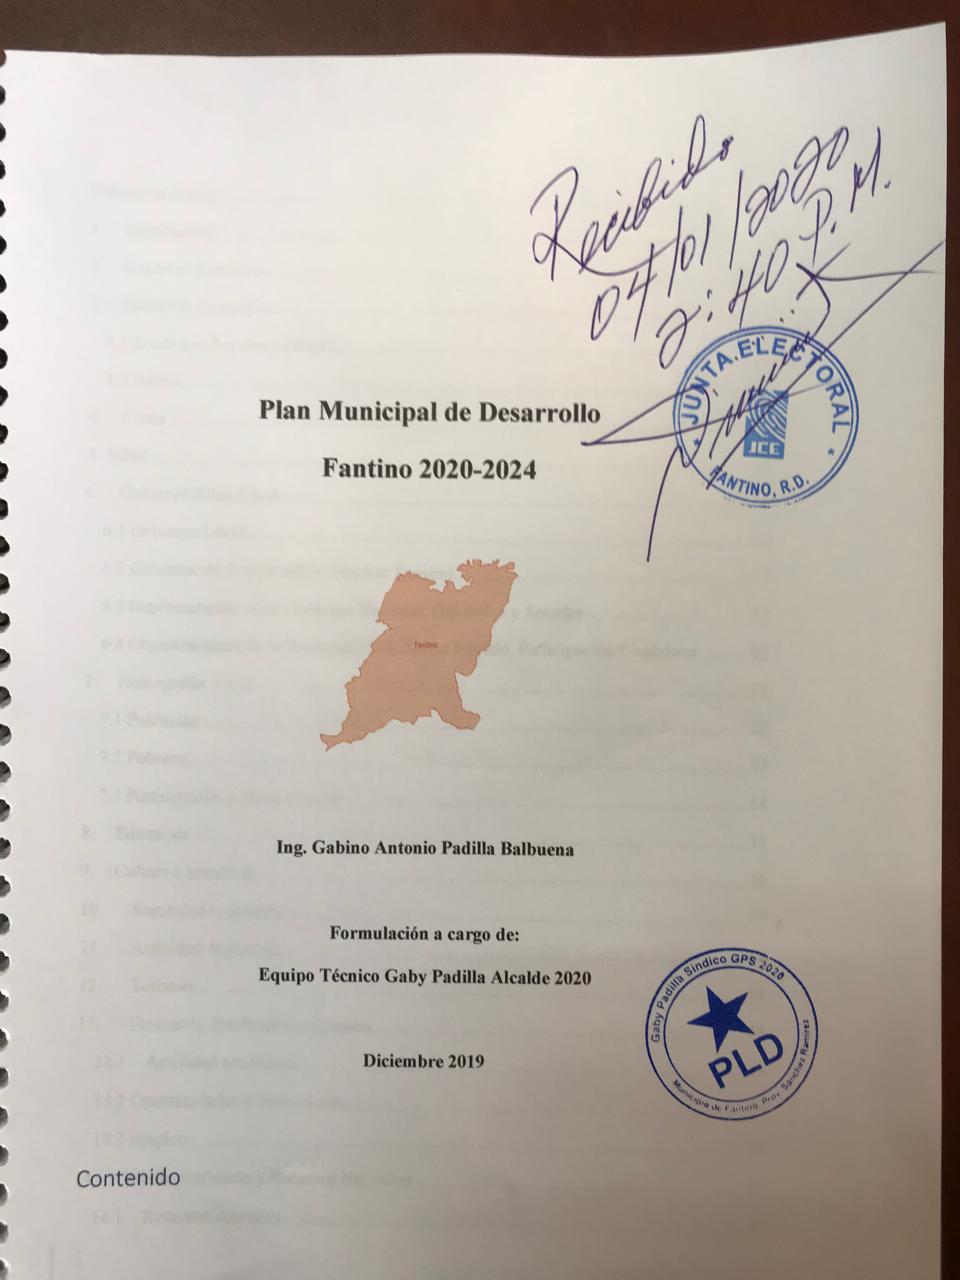 Recibido
04/01/2020
2:40 P.M.
JUNTA ELECTORAL
JCE
FANTINO, R.D.
Plan Municipal de Desarrollo
Fantino 2020-2024
Fantino
Ing. Gabino Antonio Padilla Balbuena
Formulación a cargo de:
Equipo Técnico Gaby Padilla Alcalde 2020
Diciembre 2019
Gaby Padilla Sindico GPS 2020
PLD
Municipio de Fantino, Prov. Sánchez Ramírez
Contenido